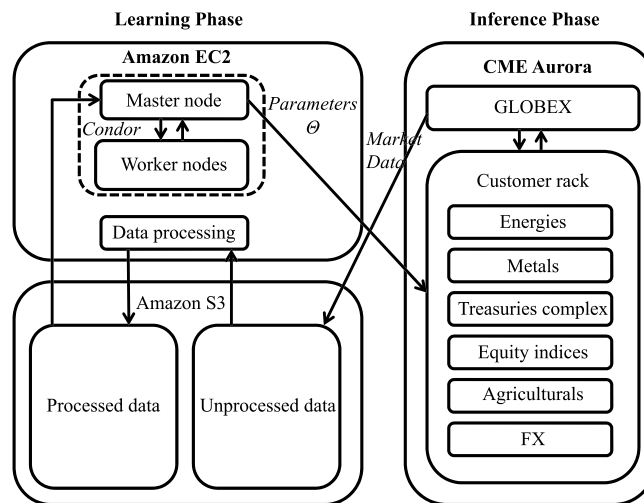 Learning Phase
Inference Phase
Amazon EC2
CME Aurora
Master node
Parameters
Θ
GLOBEX
Condor
Market
Data
Worker nodes
Customer rack
Energies
Data processing
Metals
Amazon S3
Treasuries complex
Equity indices
Processed data
Unprocessed data
Agriculturals
FX